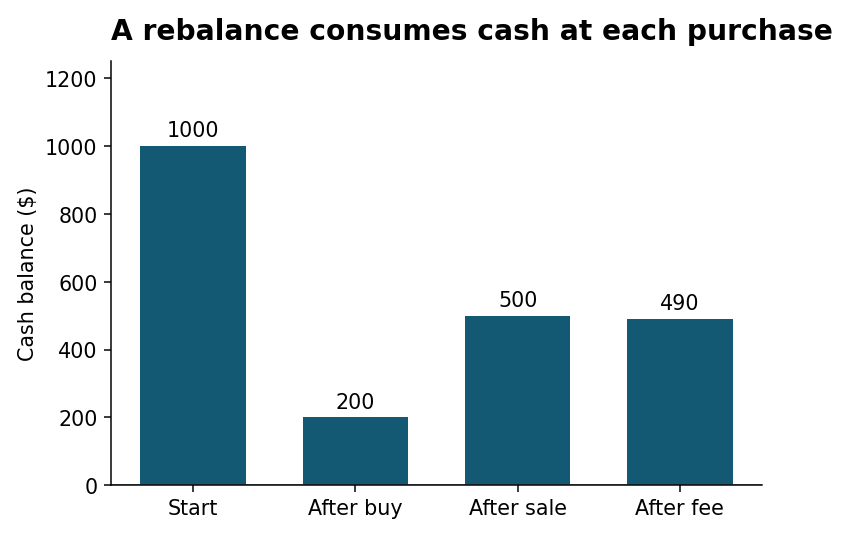 A rebalance consumes cash at each purchase
Cash balance ($)
1200
1000
800
600
400
200
0
1000
200
500
490
Start
After buy
After sale
After fee